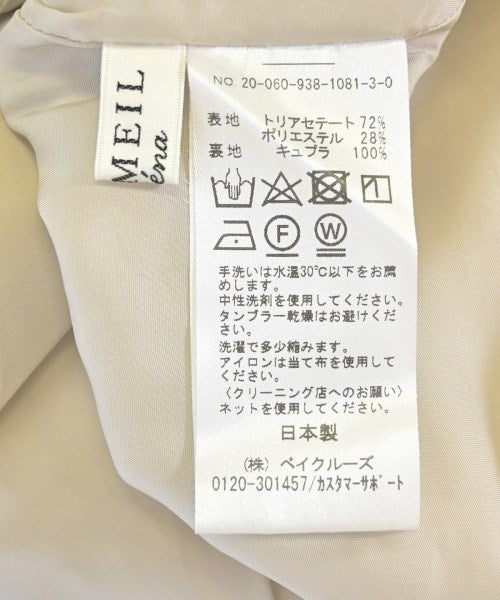 MEIL
éna
NO. 20-060-938-1081-3-0
表地 トリアセテート 72%
ポリエステル 28%
裏地 キュプラ 100%
F W
手洗いは水温30℃以下をお薦
めします。
中性洗剤を使用してください。
タンブラー乾燥はお避けくださ
い。
洗濯で多少縮みます。
アイロンは当て布を使用してく
ださい。
〈クリーニング店へのお願い〉
ネットを使用してください。
日本製
(株) ベイクルーズ
0120-301457/カスタマーサポート